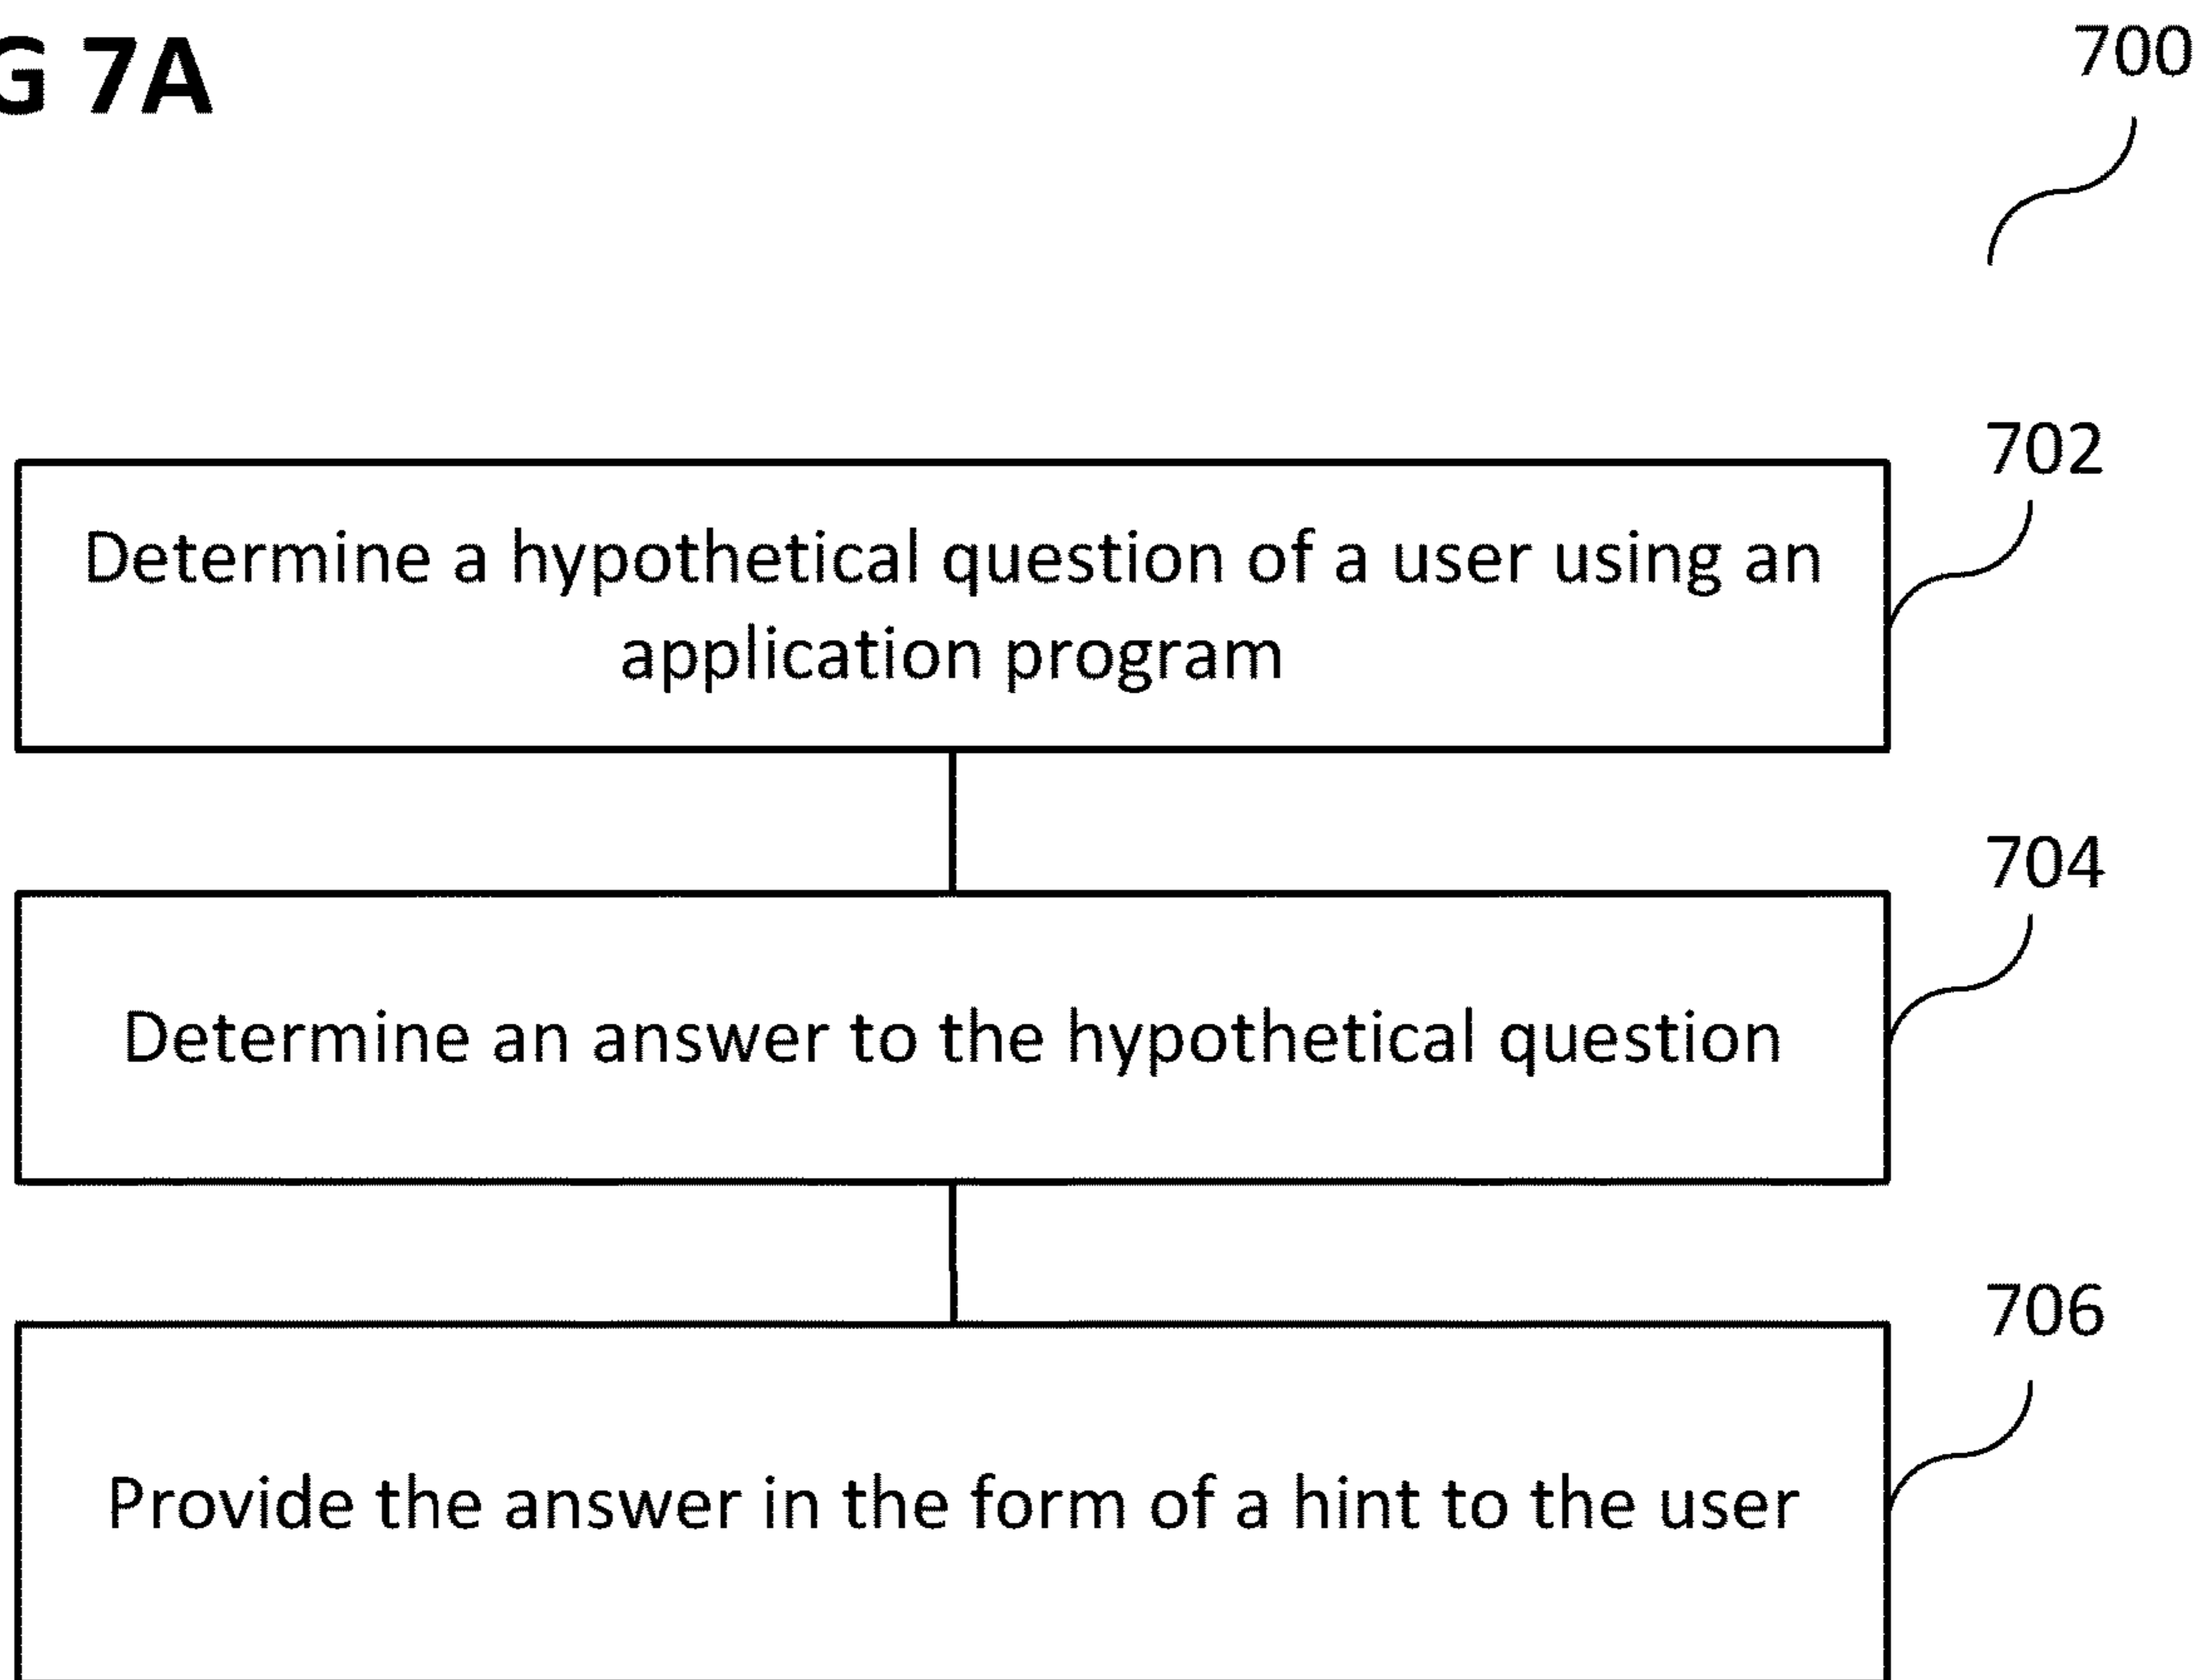 G 7A
700
702
Determine a hypothetical question of a user using an
application program
704
Determine an answer to the hypothetical question
706
Provide the answer in the form of a hint to the user